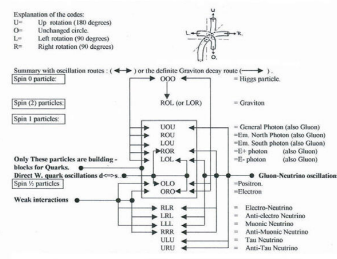 Explanation of the codes:
U= Up rotation (180 degrees)
O= Unchanged circle.
L= Left rotation (90 degrees)
R= Right rotation (90 degrees)
U
L R
O
Summary with oscillation routes : ( ◄─► ) or the definite Graviton decay route ( ─► ) .
Spin 0 particle: OOO = Higgs particle.
Spin (2) particles: ROL (or LOR) = Graviton
Spin 1 particles:
UOU = General Photon (also Gluon)
ROU =Em. North Photon (also Gluon)
LOU =Em. South photon (also Gluon)
ROR =E+ photon (also Gluon)
Only These particles are building - LOL =E- photon (also Gluon)
blocks for Quarks.
Direct W. quark oscillations d<=>s. Gluon-Neutrino oscillation
Spin ½ particles OLO =Positron.
ORO =Electron
Weak interactions
RLR = Electro-Neutrino
LRL = Anti-electro Neutrino
LLL = Muonic Neutrino
RRR = Anti-Muonic Neutrino
ULU = Tau Neutrino
URU = Anti-Tau Neutrino